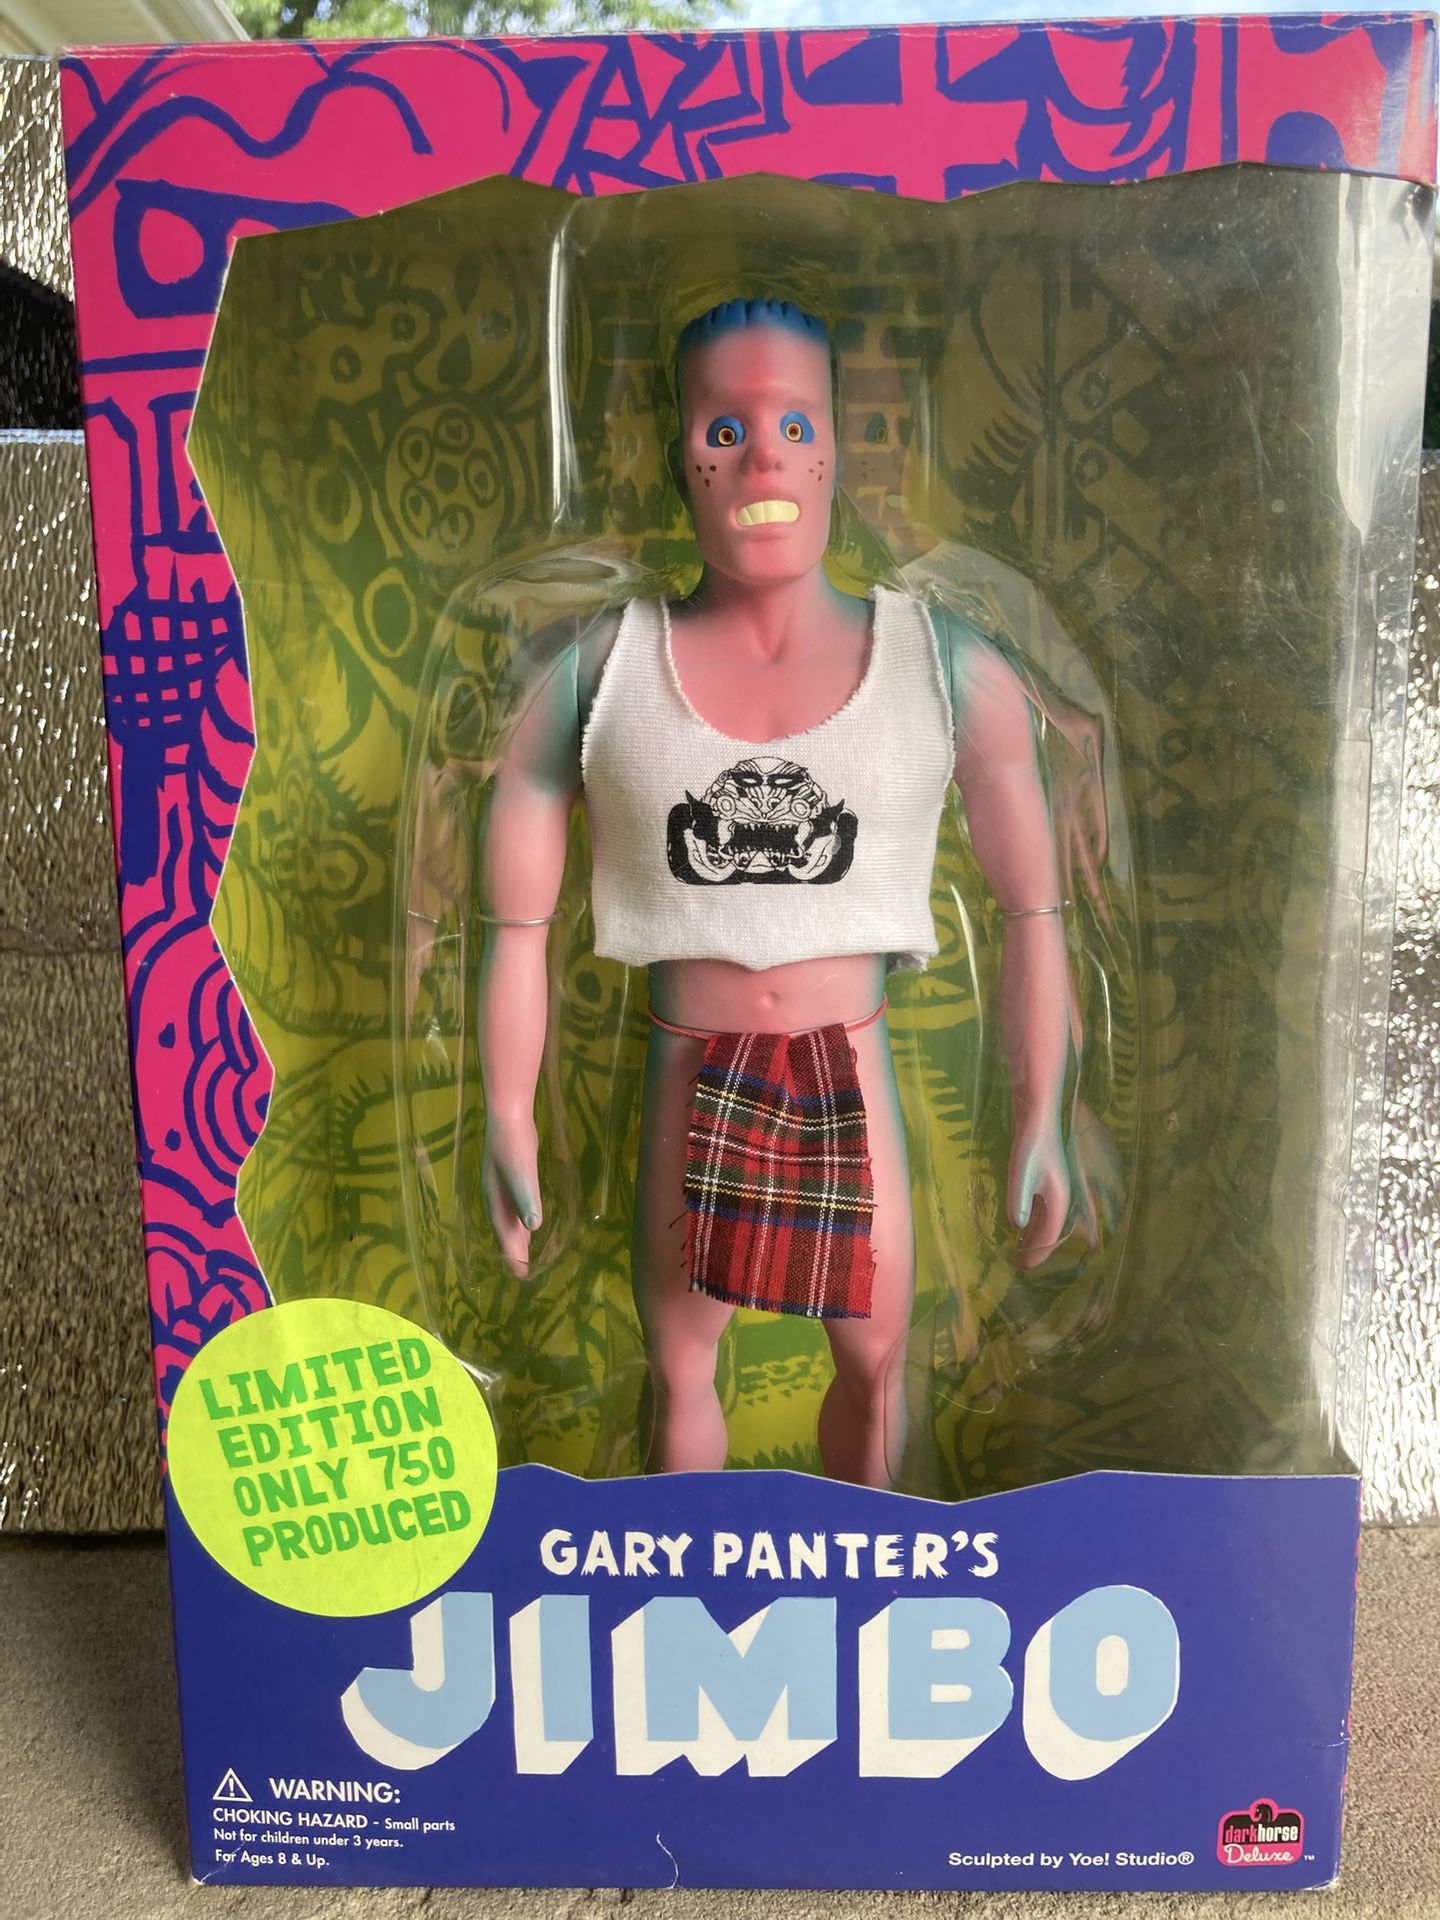 LIMITED
EDITION
ONLY 750
PRODUCED
GARY PANTER'S
JIMBO
WARNING:
CHOKING HAZARD - Small parts
Not for children under 3 years.
For Ages 8 & Up.
Sculpted by Yoe! Studio®
darkhorse
Deluxe ™